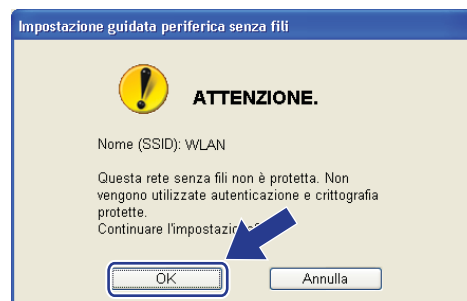 Impostazione guidata periferica senza fili
ATTENZIONE.
Nome (SSID): WLAN
Questa rete senza fili non è protetta. Non
vengono utilizzate autenticazione e crittografia
protette.
Continuare l'impostazione?
OK
Annulla